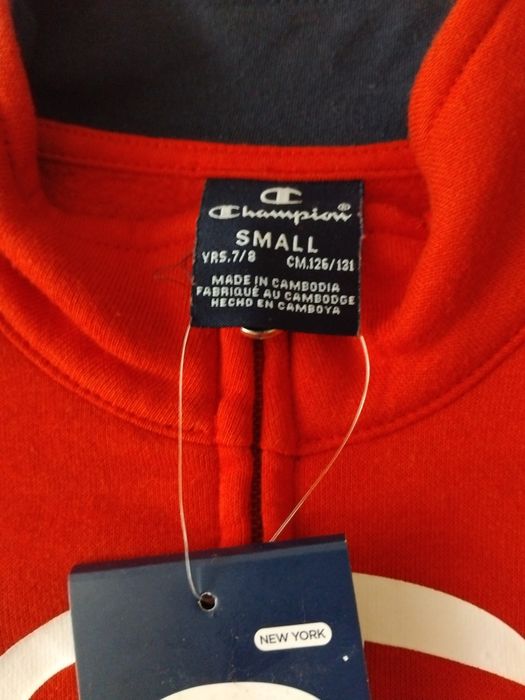 Champion®
SMALL
YRS.7/8 CM.126/131
MADE IN CAMBODIA
FABRIQUÉ AU CAMBODGE
HECHO EN CAMBOYA
NEW YORK